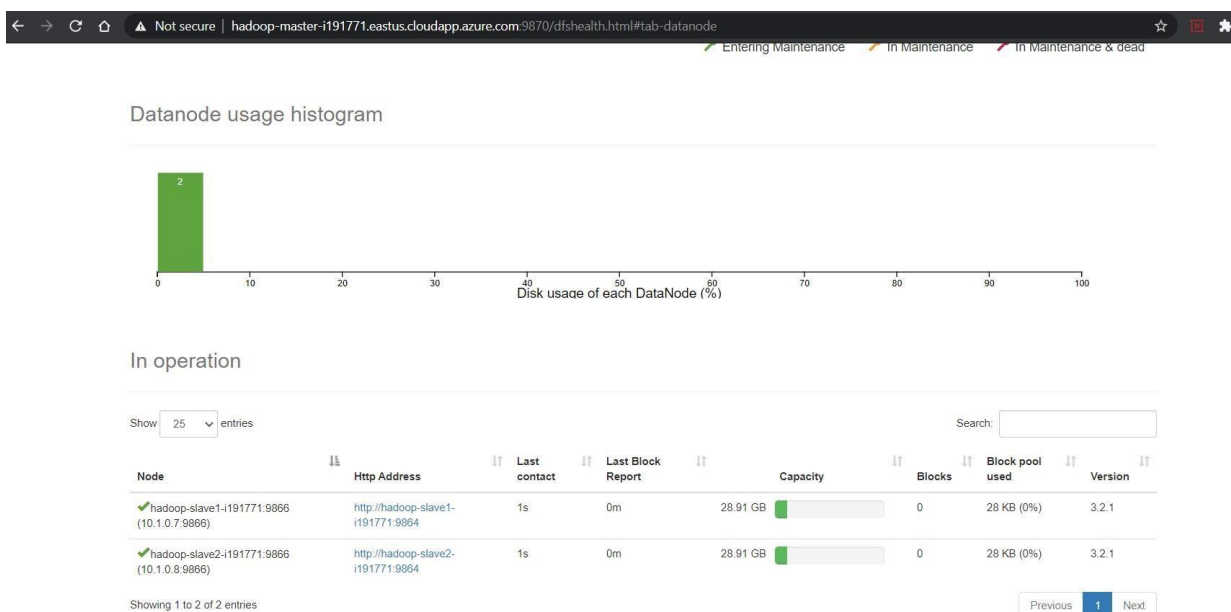 Not secure | hadoop-master-i191771.eastus.cloudapp.azure.com:9870/dfshealth.html#tab-datanode
Entering Maintenance In Maintenance In Maintenance & dead
Datanode usage histogram
2
0 10 20 30 40 50 60 70 80 90 100
Disk usage of each DataNode (%)
In operation
Show 25 entries Search:
Node Http Address Last contact Last Block Report Capacity Blocks Block pool used Version
hadoop-slave1-i191771:9866 http://hadoop-slave1- 1s 0m 28.91 GB 0 28 KB (0%) 3.2.1
(10.1.0.7:9866) i191771:9864
hadoop-slave2-i191771:9866 http://hadoop-slave2- 1s 0m 28.91 GB 0 28 KB (0%) 3.2.1
(10.1.0.8:9866) i191771:9864
Showing 1 to 2 of 2 entries Previous 1 Next